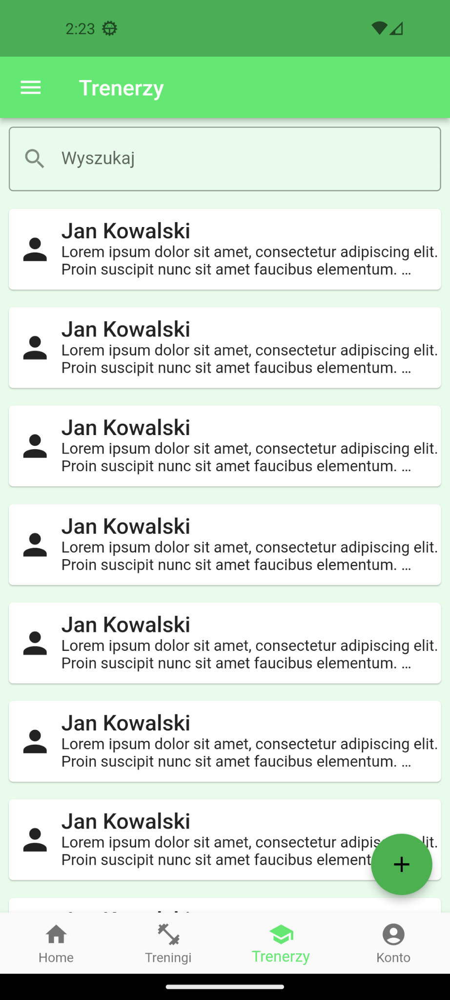 2:23
Trenerzy
Wyszukaj
Jan Kowalski
Lorem ipsum dolor sit amet, consectetur adipiscing elit.
Proin suscipit nunc sit amet faucibus elementum. ...
Jan Kowalski
Lorem ipsum dolor sit amet, consectetur adipiscing elit.
Proin suscipit nunc sit amet faucibus elementum. ...
Jan Kowalski
Lorem ipsum dolor sit amet, consectetur adipiscing elit.
Proin suscipit nunc sit amet faucibus elementum. ...
Jan Kowalski
Lorem ipsum dolor sit amet, consectetur adipiscing elit.
Proin suscipit nunc sit amet faucibus elementum. ...
Jan Kowalski
Lorem ipsum dolor sit amet, consectetur adipiscing elit.
Proin suscipit nunc sit amet faucibus elementum. ...
Jan Kowalski
Lorem ipsum dolor sit amet, consectetur adipiscing elit.
Proin suscipit nunc sit amet faucibus elementum. ...
Jan Kowalski
Lorem ipsum dolor sit amet, consectetur
Proin suscipit nunc sit amet faucibus
Home
Treningi
Trenerzy
Konto